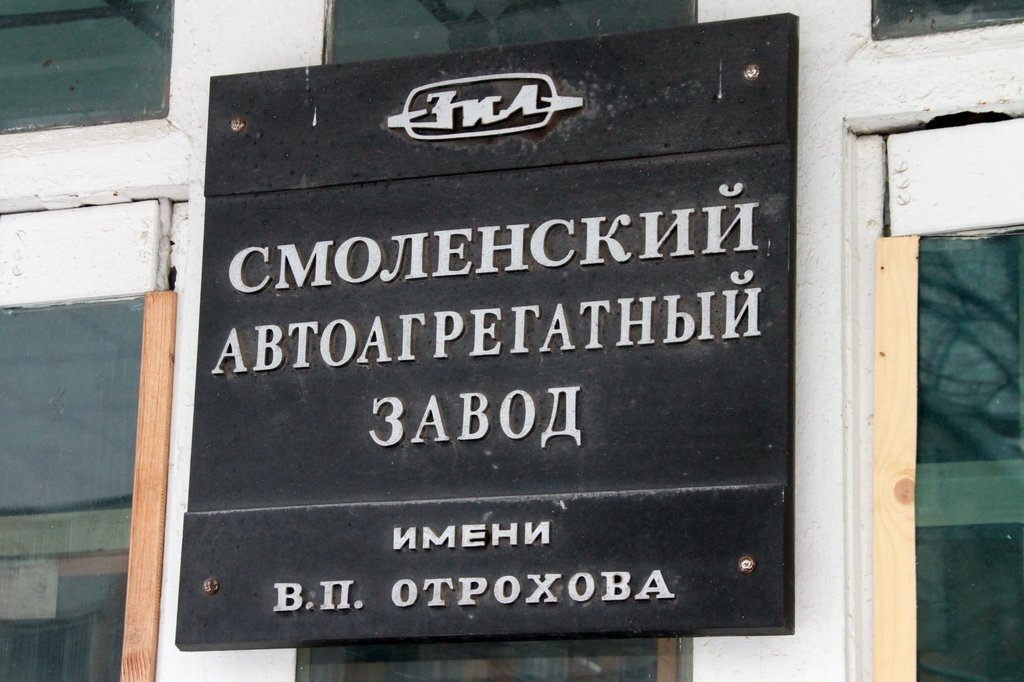 ЗиЛ
СМОЛЕНСКИЙ
АВТОАГРЕГАТНЫЙ
ЗАВОД
ИМЕНИ
В.П. ОТРОХОВА